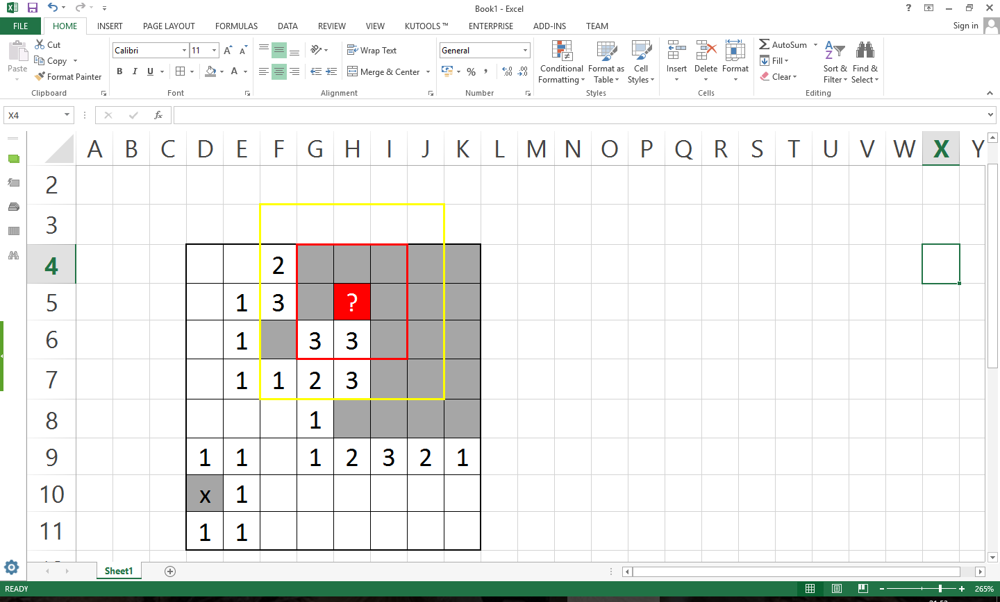 Book1 - Excel
?
FILE HOME INSERT PAGE LAYOUT FORMULAS DATA REVIEW VIEW KUTOOLS ™ ENTERPRISE ADD-INS TEAM Sign in
Paste
Cut
Copy
Format Painter
Clipboard
Calibri 11
B I U A
Font
Wrap Text
Merge & Center
Alignment
General
%
Number
Conditional Formatting
Format as Table
Cell Styles
Styles
Insert
Delete
Format
Cells
AutoSum
Fill
Clear
Sort & Filter
Find & Select
Editing
X4 fx
A B C D E F G H I J K L M N O P Q R S T U V W X Y
2
3
4 2
5 1 3 ?
6 1 3 3
7 1 1 2 3
8 1
9 1 1 1 2 3 2 1
10 x 1
11 1 1
Sheet1
READY 265%